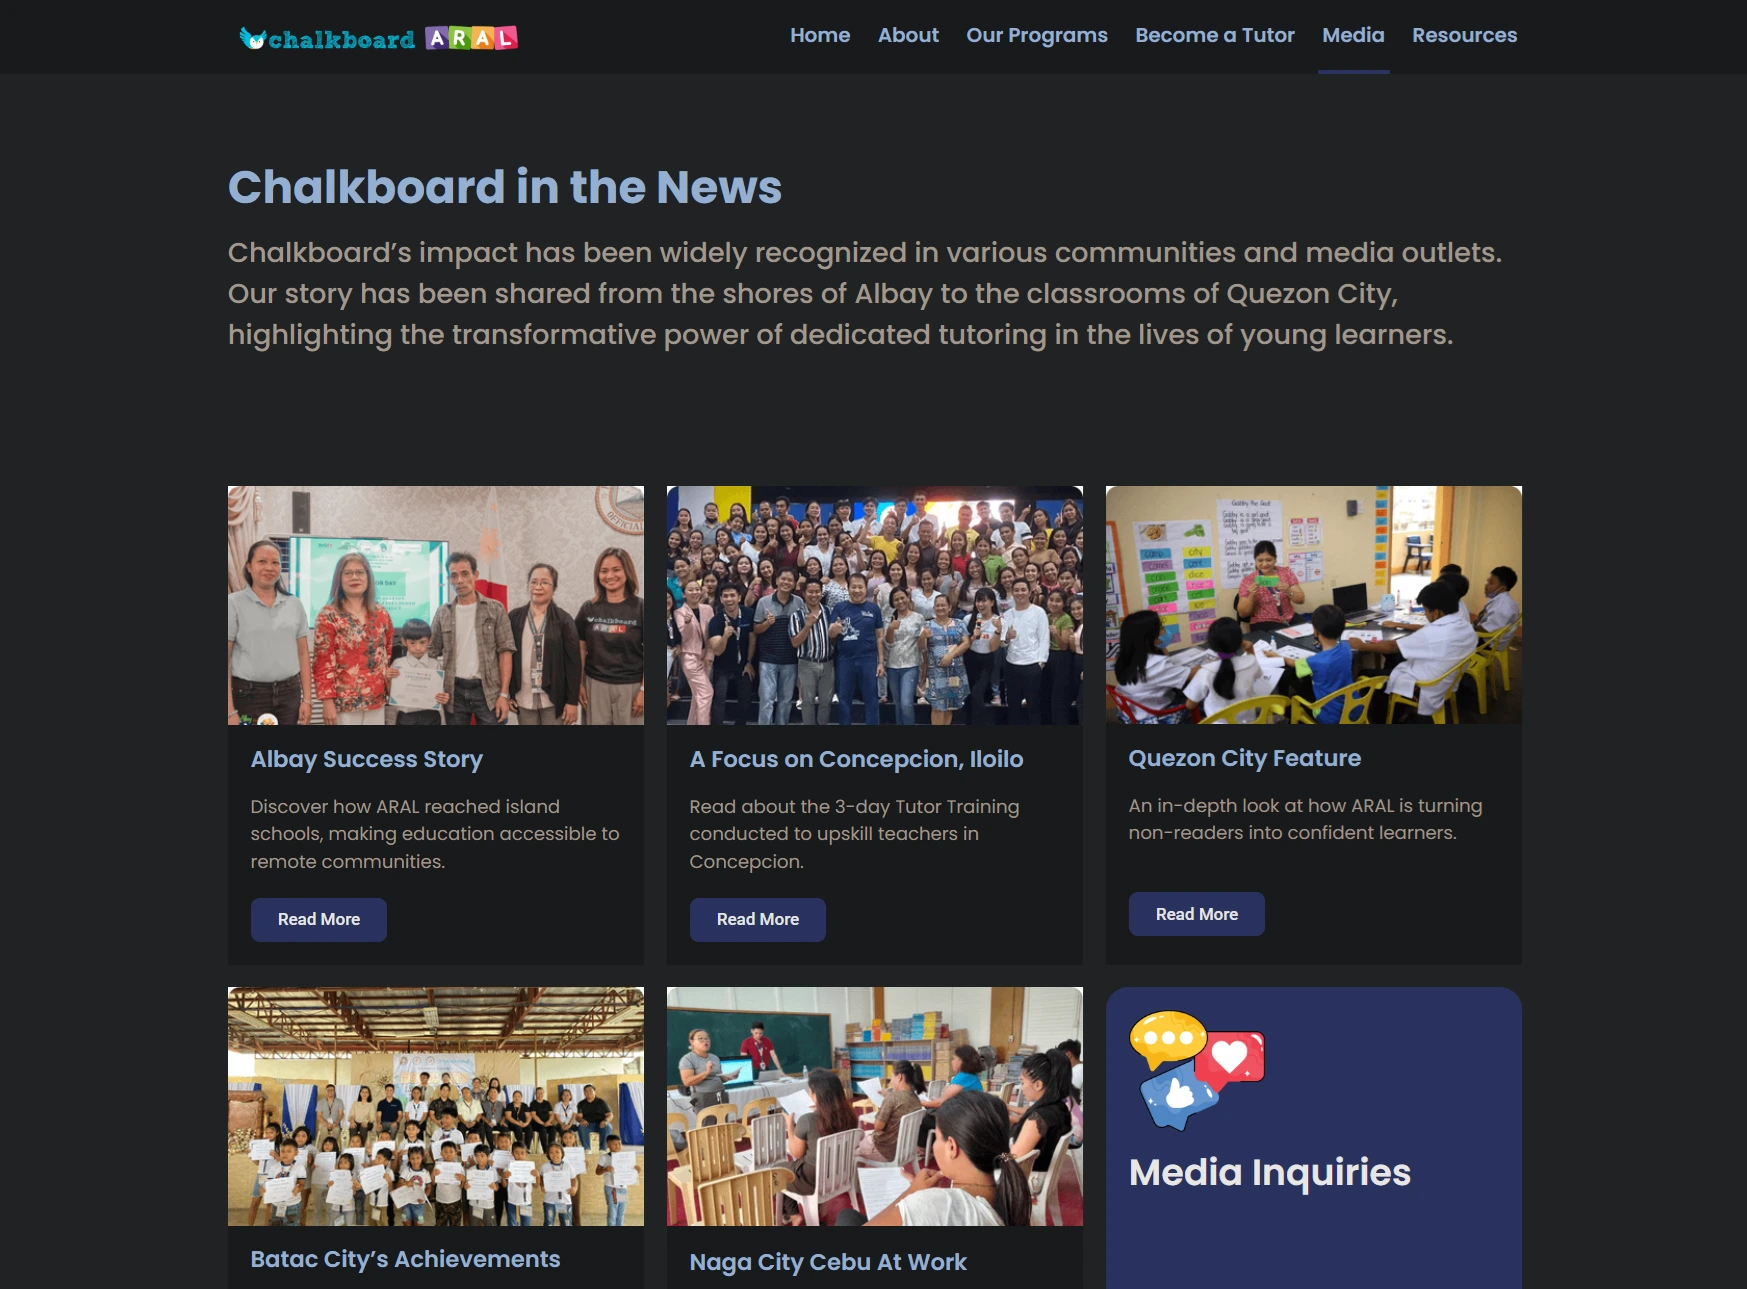 chalkboard ARAL
Home About Our Programs Become a Tutor Media Resources
Chalkboard in the News
Chalkboard’s impact has been widely recognized in various communities and media outlets.
Our story has been shared from the shores of Albay to the classrooms of Quezon City,
highlighting the transformative power of dedicated tutoring in the lives of young learners.
chalkboard
ARAL
Albay Success Story
Discover how ARAL reached island
schools, making education accessible to
remote communities.
Read More
A Focus on Concepcion, Iloilo
Read about the 3-day Tutor Training
conducted to upskill teachers in
Concepcion.
Read More
Quezon City Feature
An in-depth look at how ARAL is turning
non-readers into confident learners.
Read More
Batac City’s Achievements
Naga City Cebu At Work
Media Inquiries